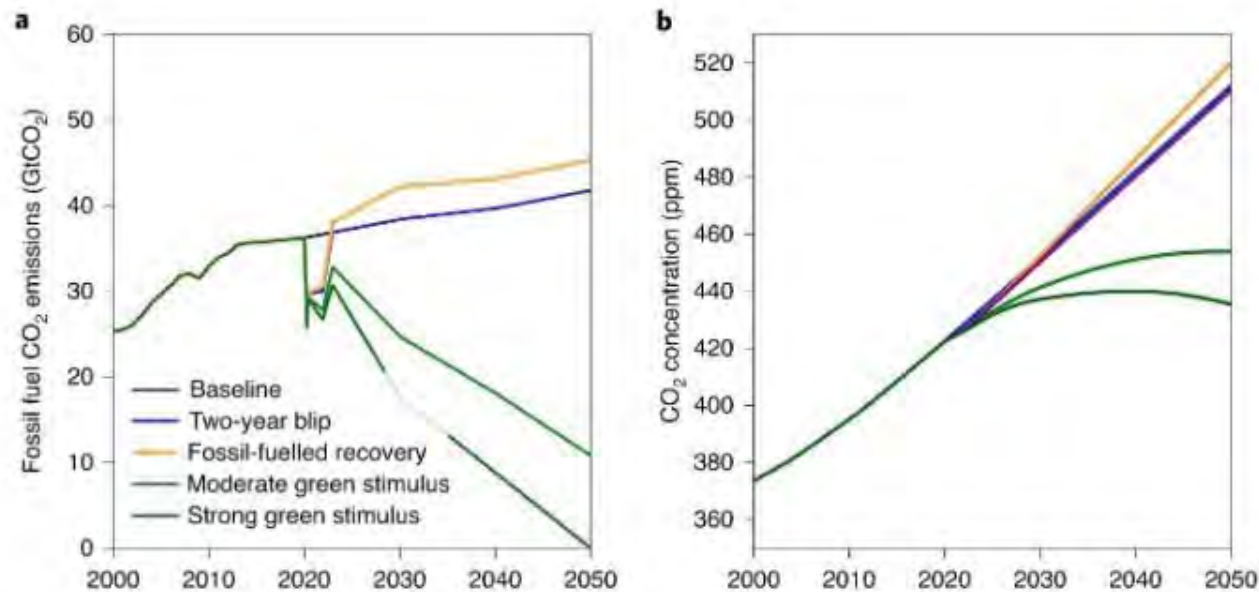 a
60
50
40
30
20
10
0
Fossil fuel CO₂ emissions (GtCO₂)
Baseline
Two-year blip
Fossil-fuelled recovery
Moderate green stimulus
Strong green stimulus
2000 2010 2020 2030 2040 2050
b
520
500
480
460
440
420
400
380
360
CO₂ concentration (ppm)
2000 2010 2020 2030 2040 2050